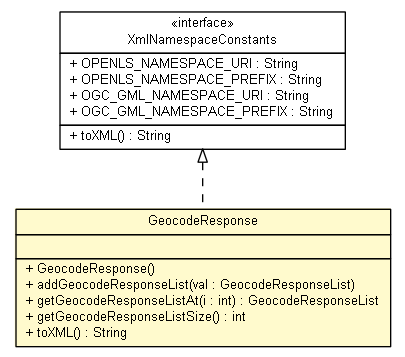 «interface»
XmlNamespaceConstants
+ OPENLS_NAMESPACE_URI : String
+ OPENLS_NAMESPACE_PREFIX : String
+ OGC_GML_NAMESPACE_URI : String
+ OGC_GML_NAMESPACE_PREFIX : String
+ toXML() : String
GeocodeResponse
+ GeocodeResponse()
+ addGeocodeResponseList(val : GeocodeResponseList)
+ getGeocodeResponseListAt(i : int) : GeocodeResponseList
+ getGeocodeResponseListSize() : int
+ toXML() : String